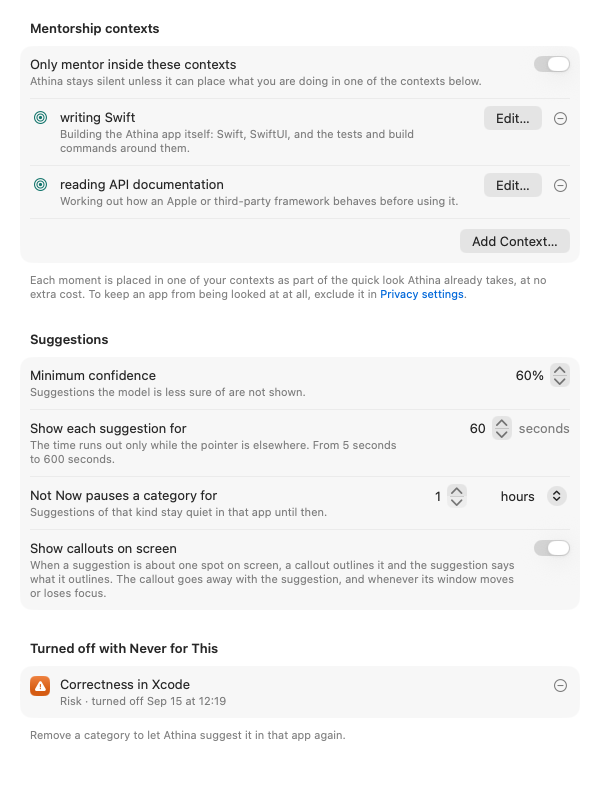 Mentorship contexts
Only mentor inside these contexts
Athina stays silent unless it can place what you are doing in one of the contexts below.
writing Swift
Edit...
Building the Athina app itself: Swift, SwiftUI, and the tests and build
commands around them.
reading API documentation
Edit...
Working out how an Apple or third-party framework behaves before using it.
Add Context...
Each moment is placed in one of your contexts as part of the quick look Athina already takes, at no
extra cost. To keep an app from being looked at at all, exclude it in Privacy settings.
Suggestions
Minimum confidence
60%
Suggestions the model is less sure of are not shown.
Show each suggestion for
60 seconds
The time runs out only while the pointer is elsewhere. From 5 seconds
to 600 seconds.
Not Now pauses a category for
1 hours
Suggestions of that kind stay quiet in that app until then.
Show callouts on screen
When a suggestion is about one spot on screen, a callout outlines it and the suggestion says
what it outlines. The callout goes away with the suggestion, and whenever its window moves
or loses focus.
Turned off with Never for This
Correctness in Xcode
Risk · turned off Sep 15 at 12:19
Remove a category to let Athina suggest it in that app again.